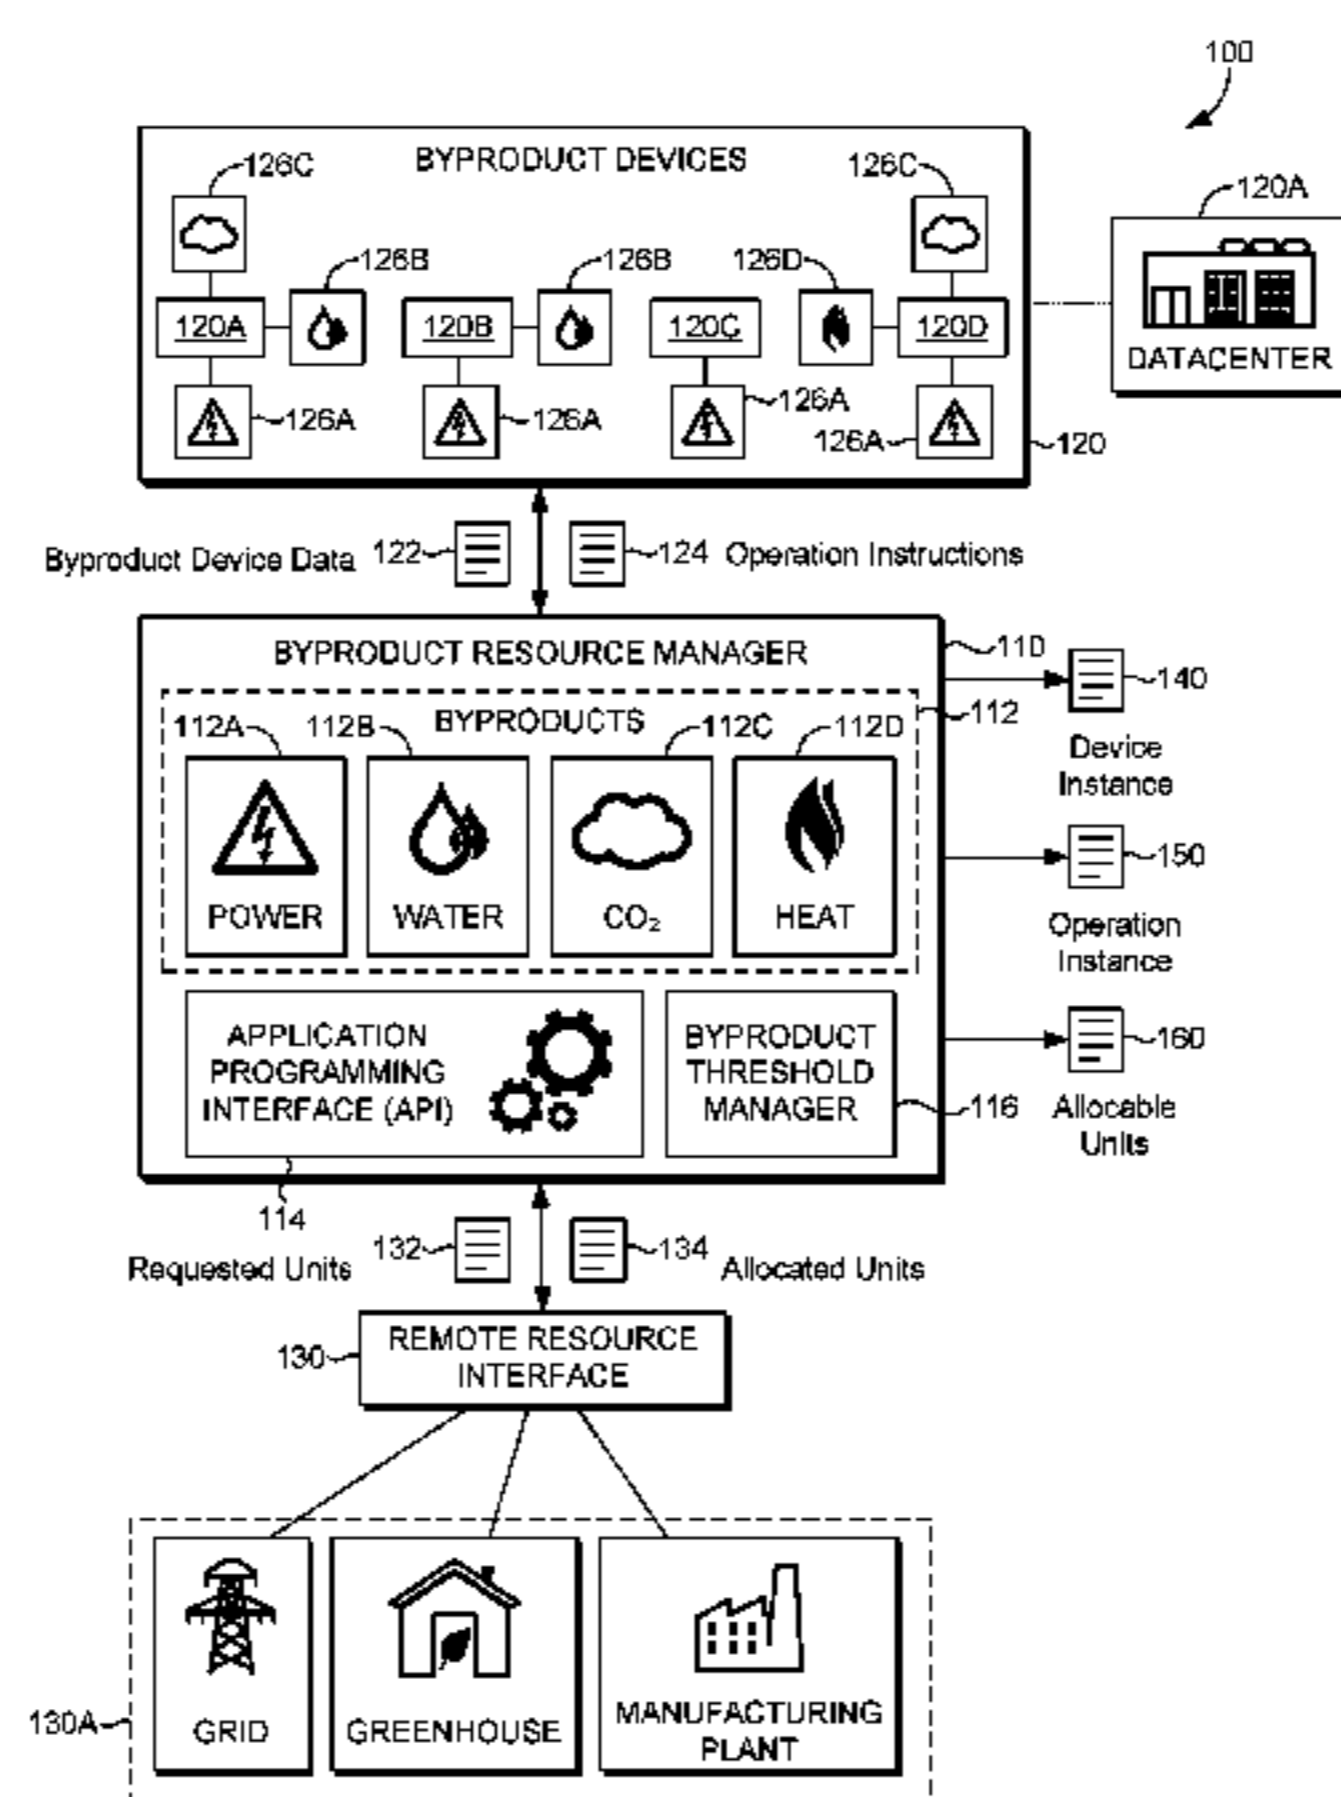 100
BYPRODUCT DEVICES
126C
126C
120A
126B
126B
126D
120A
120B
120C
120D
DATACENTER
126A
126A
126A
126A
120
Byproduct Device Data
122
124
Operation Instructions
BYPRODUCT RESOURCE MANAGER
110
140
Device
Instance
112A
112B
BYPRODUCTS
112C
112D
112
POWER
WATER
CO₂
HEAT
150
Operation
Instance
APPLICATION
PROGRAMMING
INTERFACE (API)
BYPRODUCT
THRESHOLD
MANAGER
116
160
Allocable
Units
114
Requested Units
132
134
Allocated Units
130
REMOTE RESOURCE
INTERFACE
130A
GRID
GREENHOUSE
MANUFACTURING
PLANT